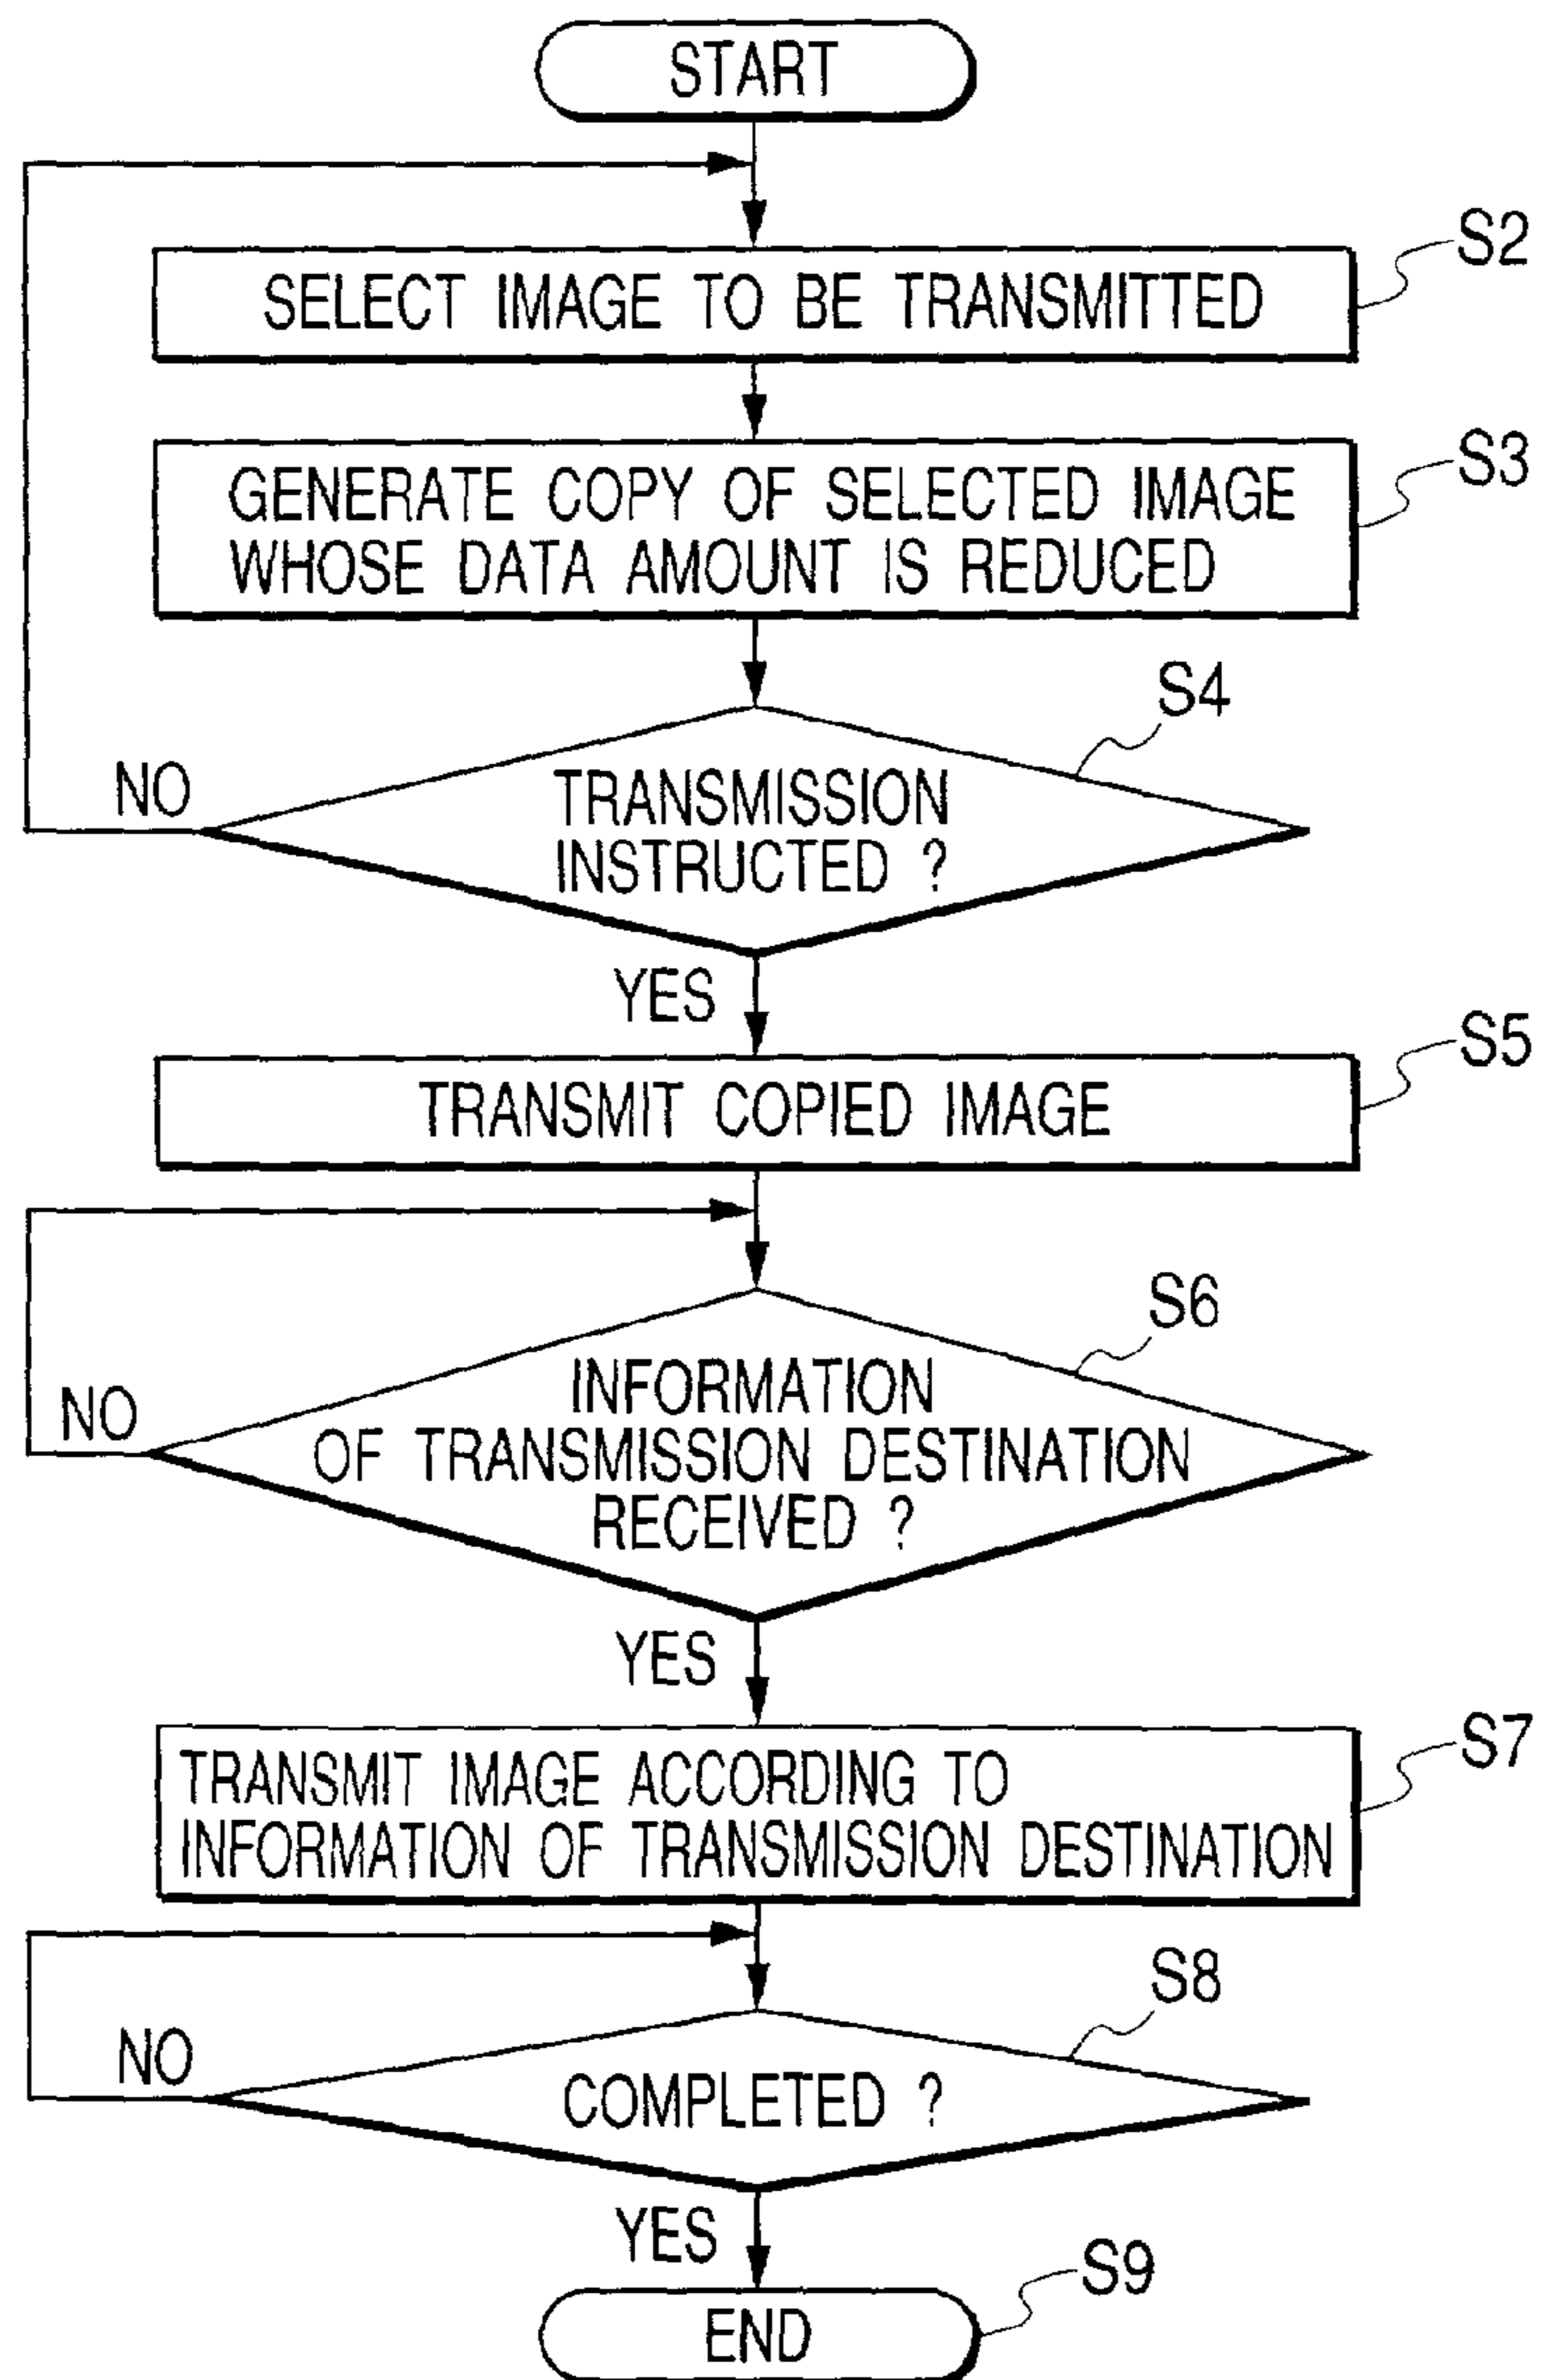 START
S2
SELECT IMAGE TO BE TRANSMITTED
S3
GENERATE COPY OF SELECTED IMAGE
WHOSE DATA AMOUNT IS REDUCED
S4
NO
TRANSMISSION
INSTRUCTED ?
YES
S5
TRANSMIT COPIED IMAGE
S6
NO
INFORMATION
OF TRANSMISSION DESTINATION
RECEIVED ?
YES
S7
TRANSMIT IMAGE ACCORDING TO
INFORMATION OF TRANSMISSION DESTINATION
S8
NO
COMPLETED ?
YES
S9
END